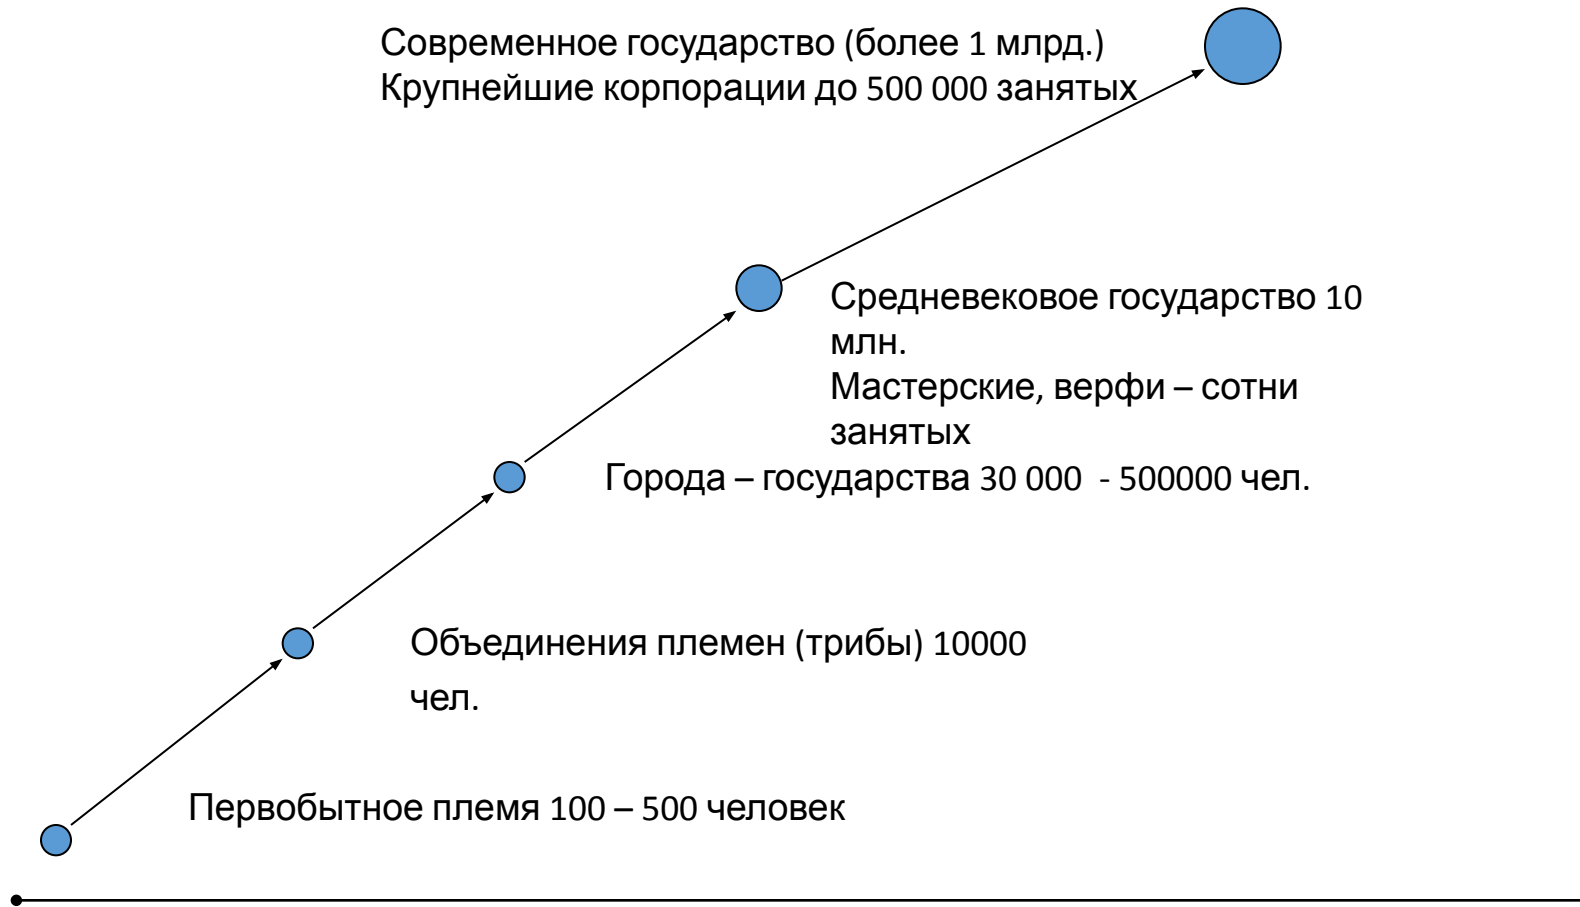 Современное государство (более 1 млрд.)
Крупнейшие корпорации до 500 000 занятых
Средневековое государство 10
млн.
Мастерские, верфи – сотни
занятых
Города – государства 30 000  - 500000 чел.
Объединения племен (трибы) 10000
чел.
Первобытное племя 100 – 500 человек